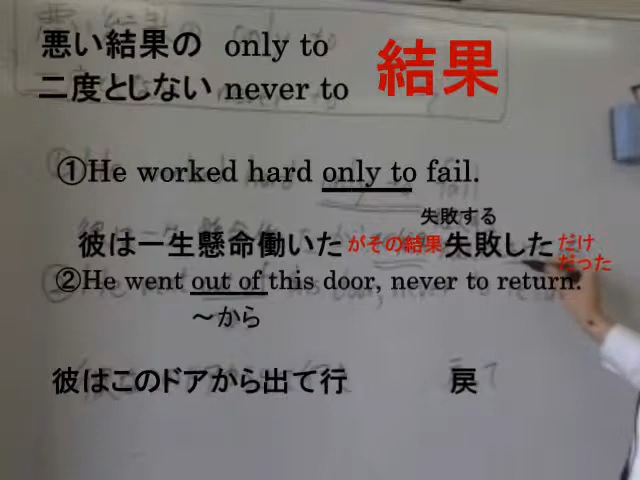 悪い結果の only to
二度としない never to
結果
①He worked hard only to fail.
失敗する
彼は一生懸命働いた がその結果 失敗した だけ
だった
②He went out of this door, never to return.
～から
彼はこのドアから出て行 戻